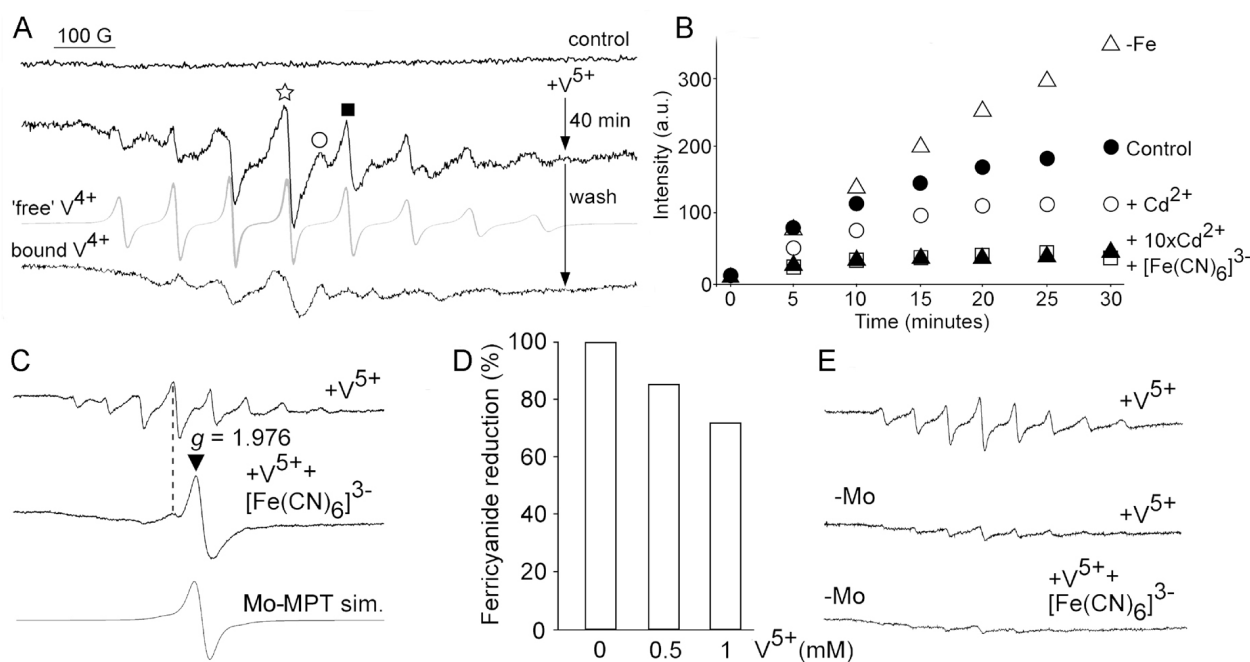 A
100 G
control
+V5+
40 min
wash
'free' V4+
bound V4+
B
Intensity (a.u.)
300
200
100
0
0 5 10 15 20 25 30
Time (minutes)
-Fe
Control
+ Cd2+
+ 10xCd2+
+ [Fe(CN)6]3-
C
+V5+
g = 1.976
+V5+ +
[Fe(CN)6]3-
Mo-MPT sim.
D
Ferricyanide reduction (%)
100
80
60
40
20
0
0 0.5 1 V5+ (mM)
E
+V5+
-Mo
+V5+
-Mo
+V5+ +
[Fe(CN)6]3-